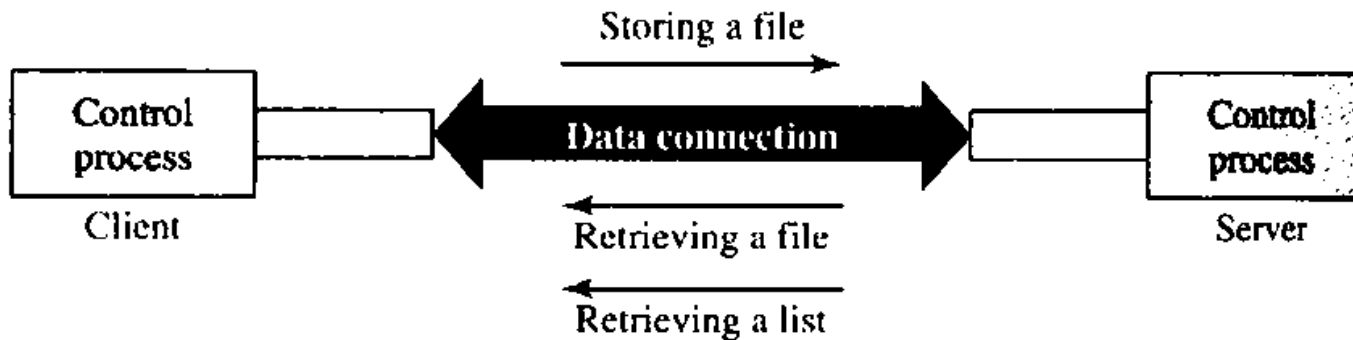 Storing a file
Control
process
Client
Data connection
Control
process
Server
Retrieving a file
Retrieving a list